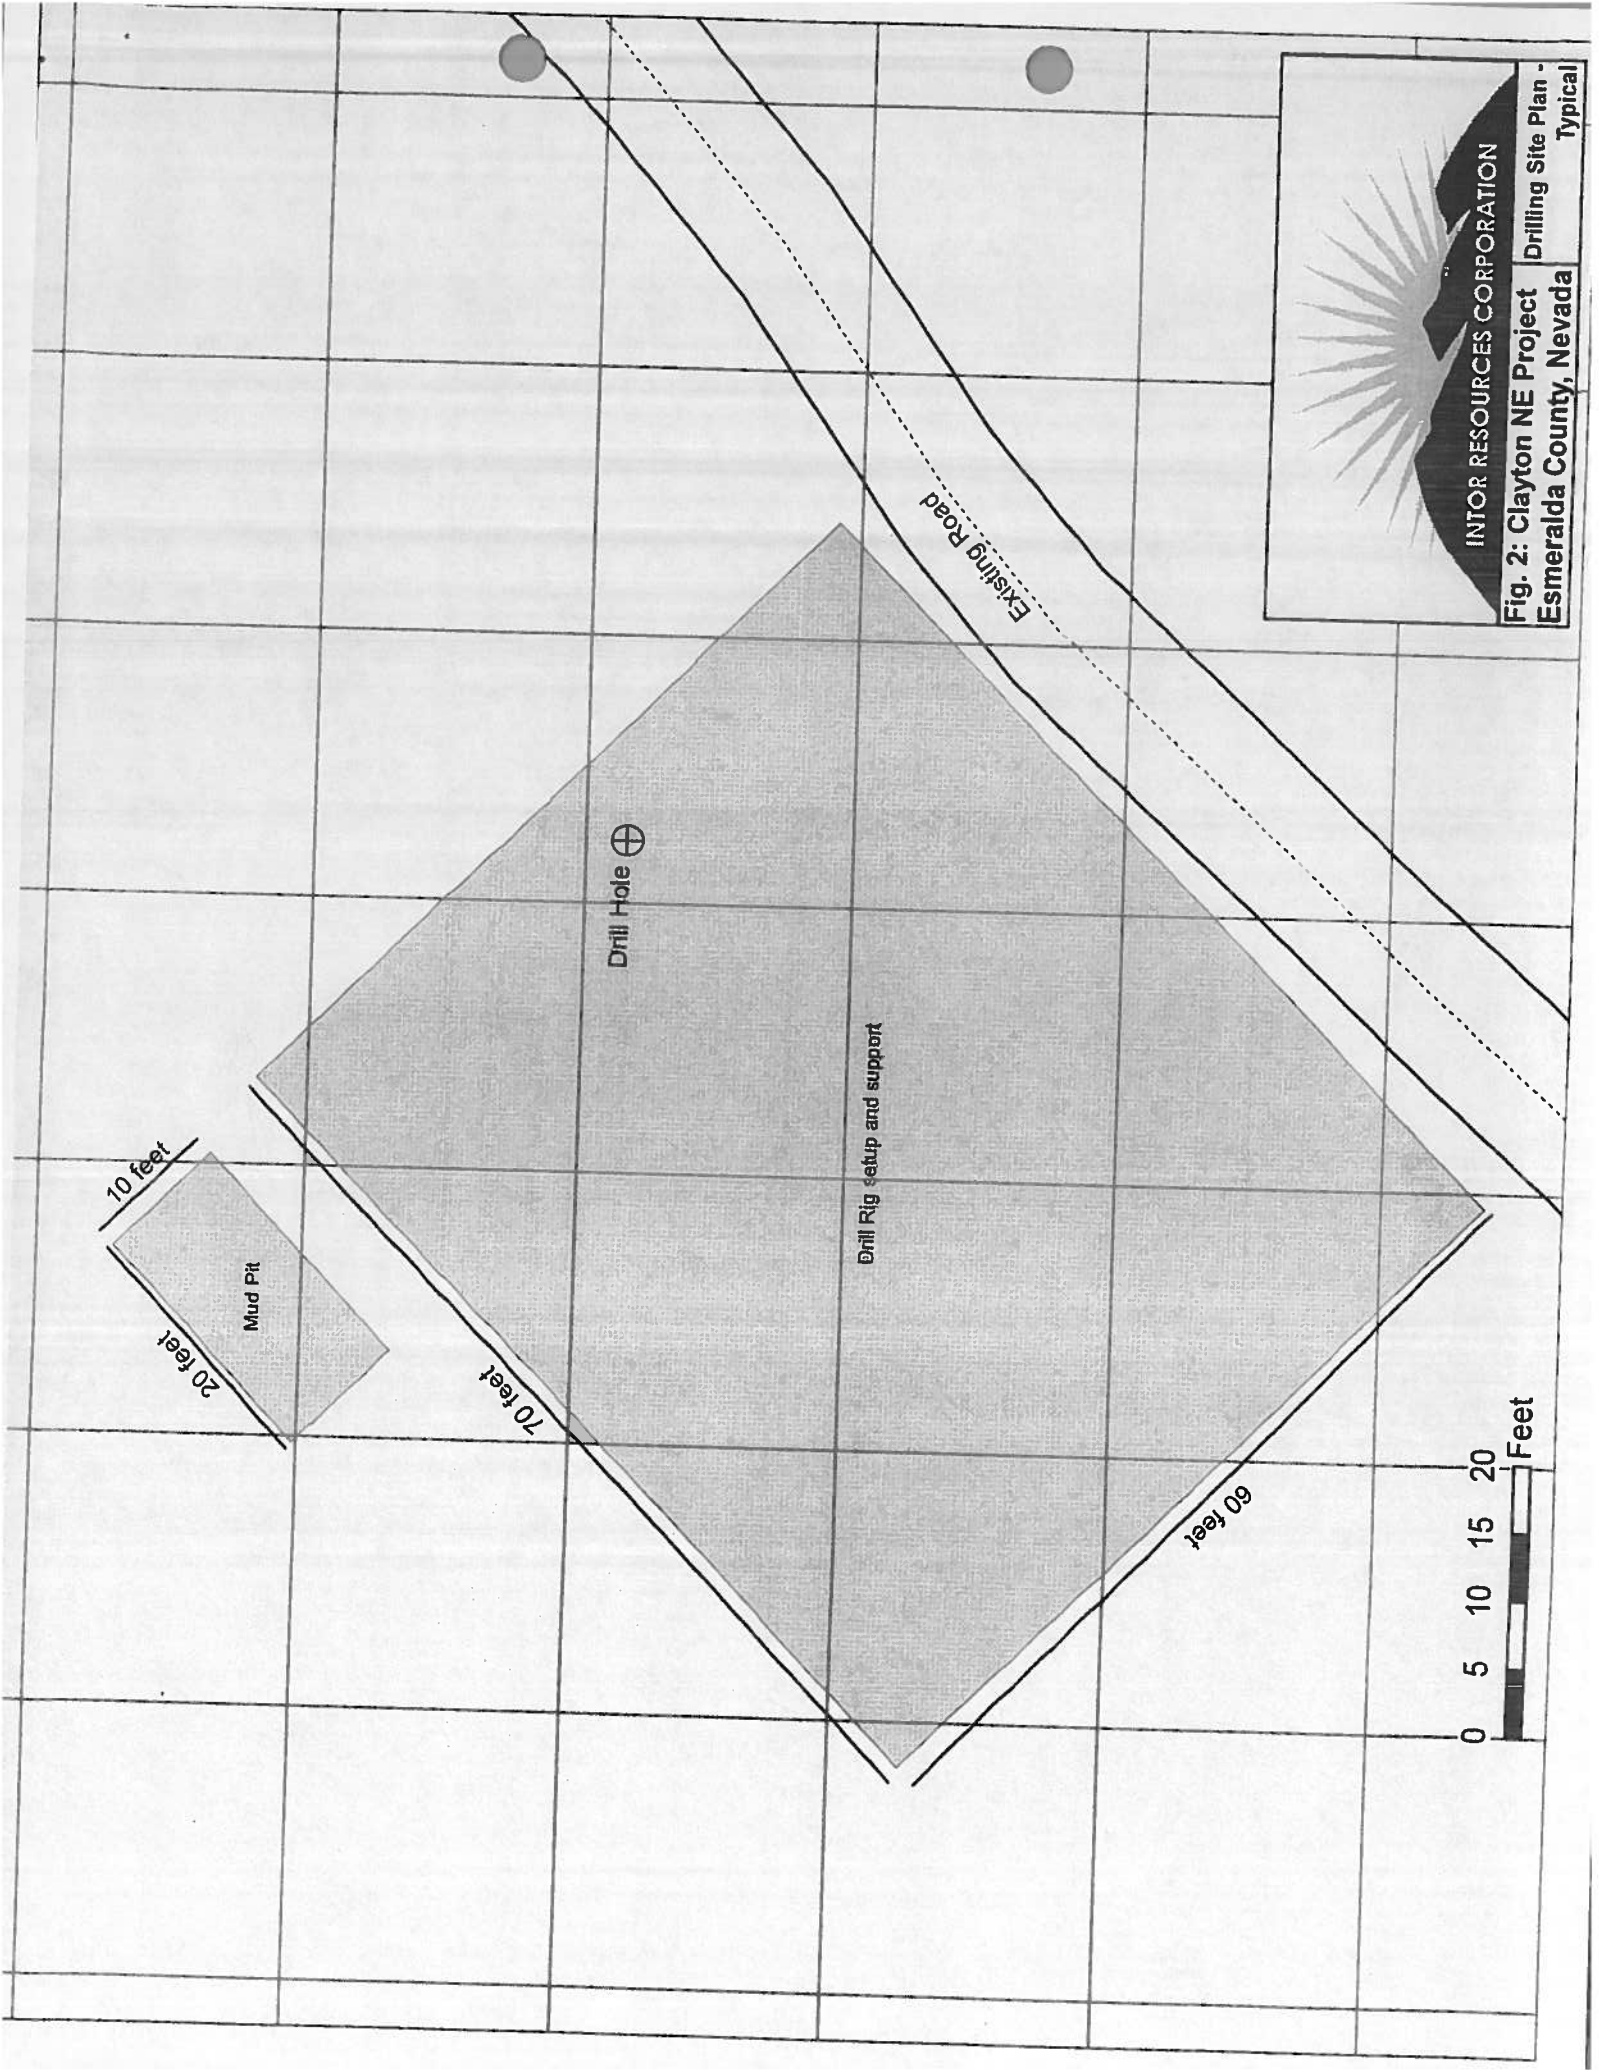 10 feet
20 feet
Mud Pit
70 feet
Drill Hole
Drill Rig setup and support
60 feet
Existing Road
0 5 10 15 20
Feet
INTOR RESOURCES CORPORATION
Fig. 2: Clayton NE Project
Esmeralda County, Nevada
Drilling Site Plan -
Typical